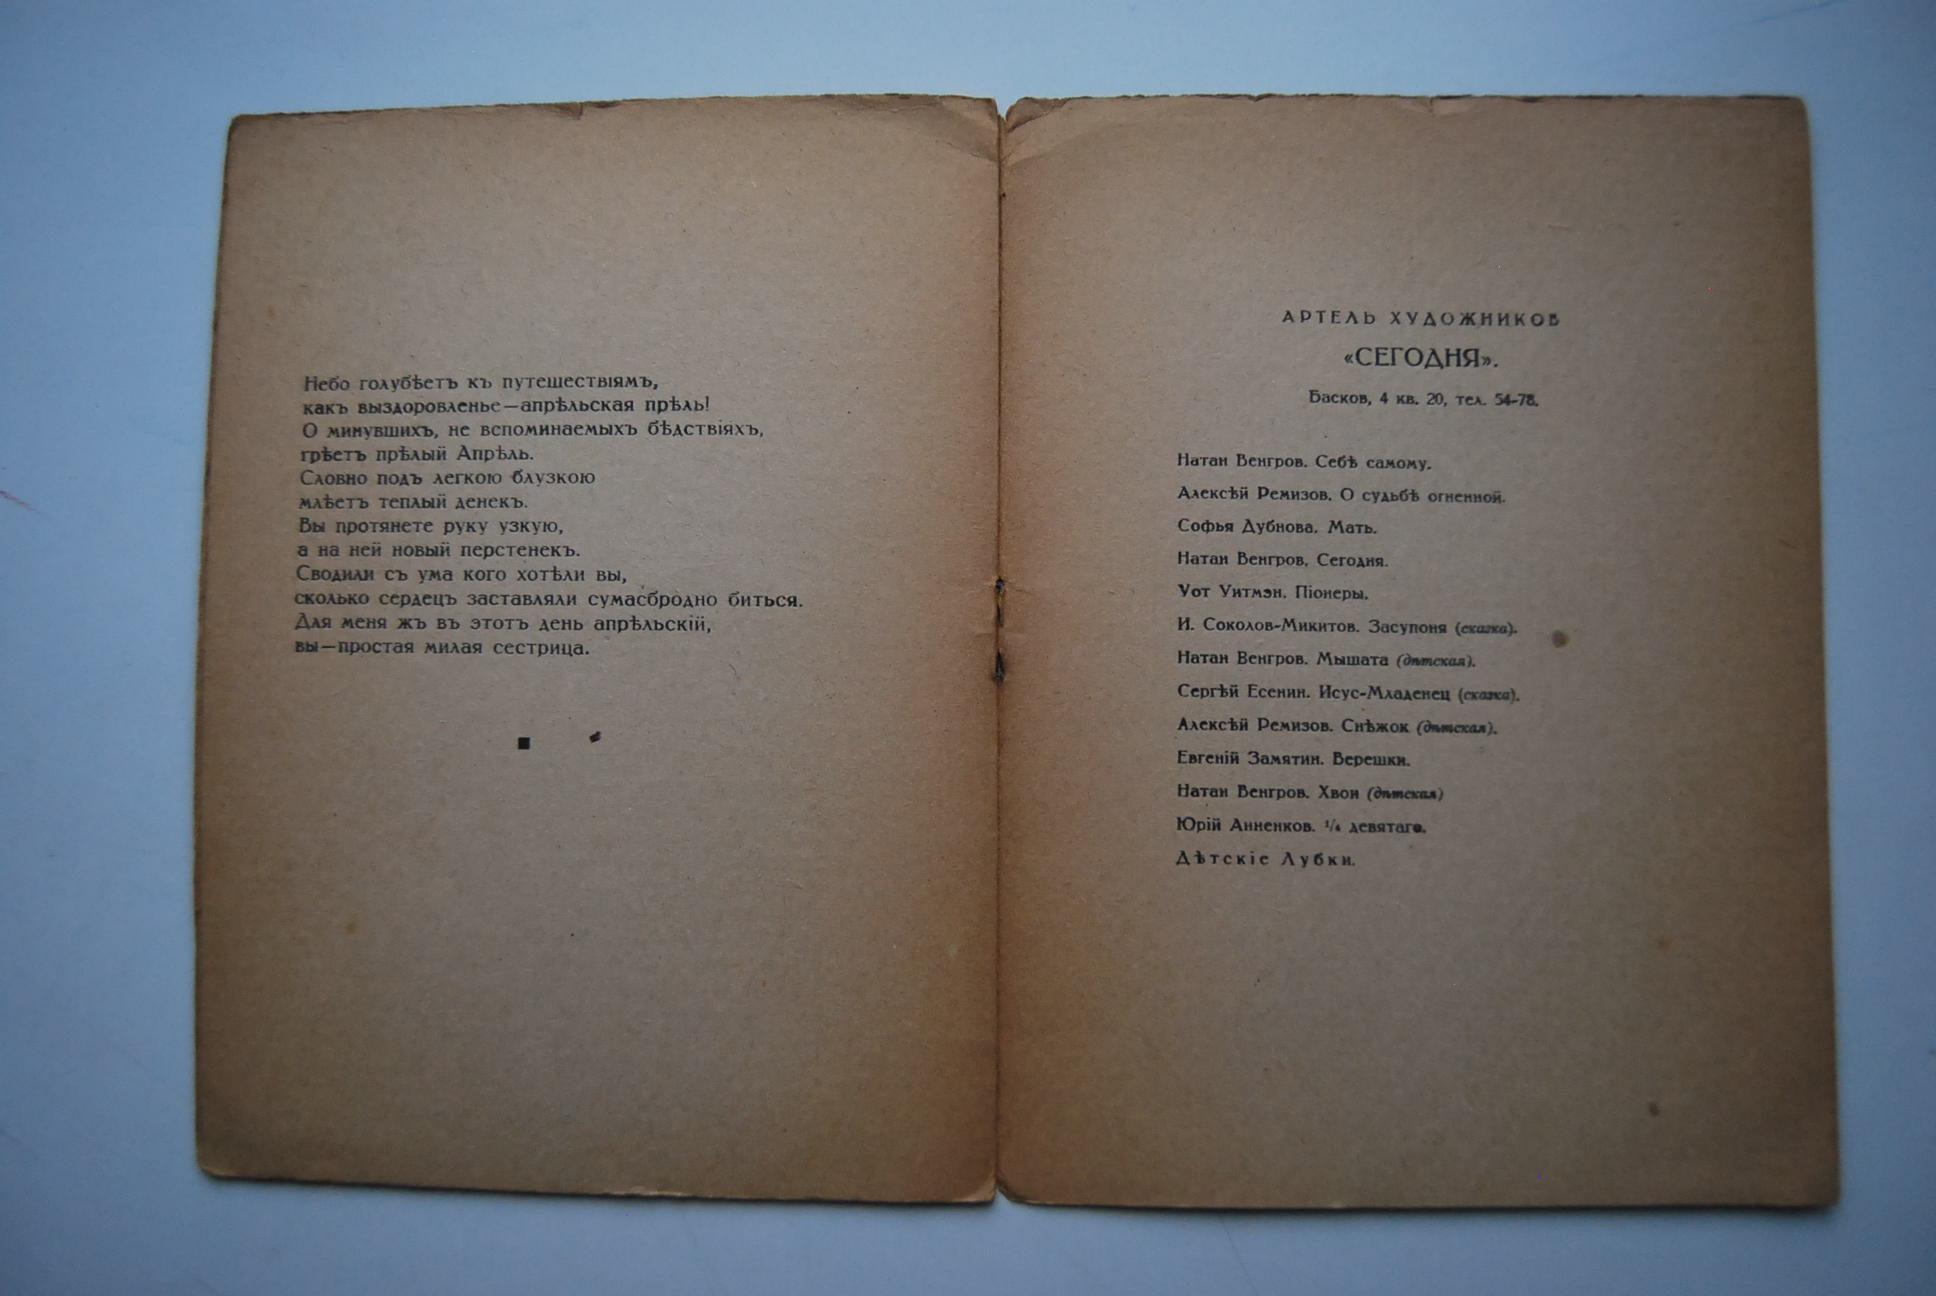 Небо голубѣетъ къ путешествіямъ,
какъ выздоровленье—апрѣльская прѣль!
О минувшихъ, не вспоминаемыхъ бѣдствіяхъ,
грѣетъ прѣлый Апрѣль.
Словно подъ легкою блузкою
млѣетъ теплый денекъ.
Вы протянете руку узкую,
а на ней новый перстенекъ.
Сводили съ ума кого хотѣли вы,
сколько сердецъ заставляли сумасбродно биться.
Для меня жъ въ этотъ день апрѣльскій,
вы—простая милая сестрица.
АРТЕЛЬ ХУДОЖНИКОВ
«СЕГОДНЯ».
Басков, 4 кв. 20, тел. 54-78.
Натан Венгров. Себѣ самому.
Алексѣй Ремизов. О судьбѣ огненной.
Софья Дубнова. Мать.
Натан Венгров. Сегодня.
Уот Уитмэн. Піонеры.
И. Соколов-Микитов. Засупоня (сказка).
Натан Венгров. Мышата (дѣтская).
Сергѣй Есенин. Исус-Младенец (сказка).
Алексѣй Ремизов. Снѣжок (дѣтская).
Евгеній Замятин. Верешки.
Натан Венгров. Хвои (дѣтская)
Юрій Анненков. ¼ девятаго.
Дѣтскіе Лубки.